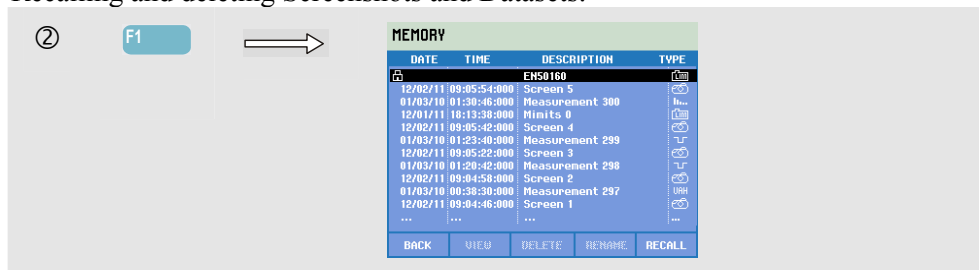 Recalling and deleting Screenshots and Datasets:
② F1
MEMORY
DATE TIME DESCRIPTION TYPE
EN50160
12/02/11 09:05:54:000 Screen 5
01/03/10 01:30:46:000 Measurement 300
12/01/11 18:13:38:000 Mimits 0
12/02/11 09:05:42:000 Screen 4
01/03/10 01:23:40:000 Measurement 299
12/02/11 09:05:22:000 Screen 3
01/03/10 01:20:42:000 Measurement 298
12/02/11 09:04:58:000 Screen 2
01/03/10 00:38:30:000 Measurement 297 VAH
12/02/11 09:04:46:000 Screen 1
... ... ... ...
BACK VIEW DELETE RENAME RECALL